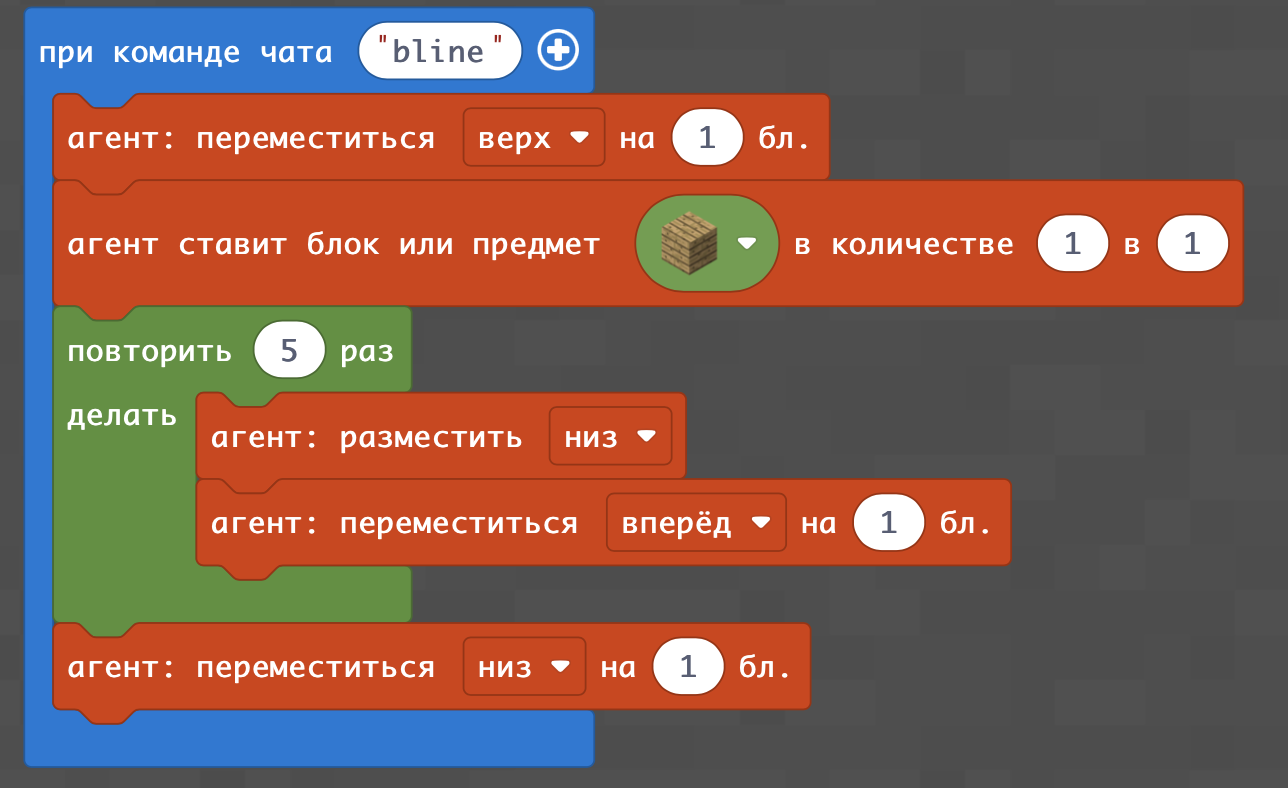 при команде чата "bline"
агент: переместиться верх на 1 бл.
агент ставит блок или предмет в количестве 1 в 1
повторить 5 раз
делать
агент: разместить низ
агент: переместиться вперёд на 1 бл.
агент: переместиться низ на 1 бл.